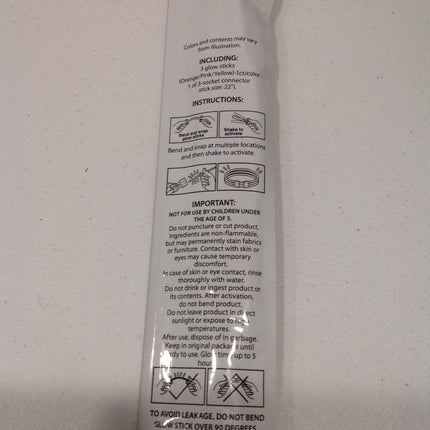 Colors and contents may vary
from illustration.
INCLUDING:
3 glow sticks
(Orange/Pink/Yellow)-1ct/color
1 of 3-socket connector
stick size: 22"L
INSTRUCTIONS:
Bend and snap
glow sticks
Shake to
activate
Bend and snap at multiple locations
and then shake to activate.
IMPORTANT:
NOT FOR USE BY CHILDREN UNDER
THE AGE OF 5.
Do not puncture or cut product.
Ingredients are non-flammable,
but may permanently stain fabrics
or furniture. Contact with skin or
eyes may cause temporary
discomfort.
In case of skin or eye contact, rinse
thoroughly with water.
Do not drink or ingest product or
its contents. After activation,
do not bend product.
Do not leave product in direct
sunlight or expose to high
temperatures.
After use, dispose of in garbage.
Keep in original package until
ready to use. Glow time up to 5
hour
TO AVOID LEAKAGE, DO NOT BEND
GLOW STICK OVER 90 DEGREES